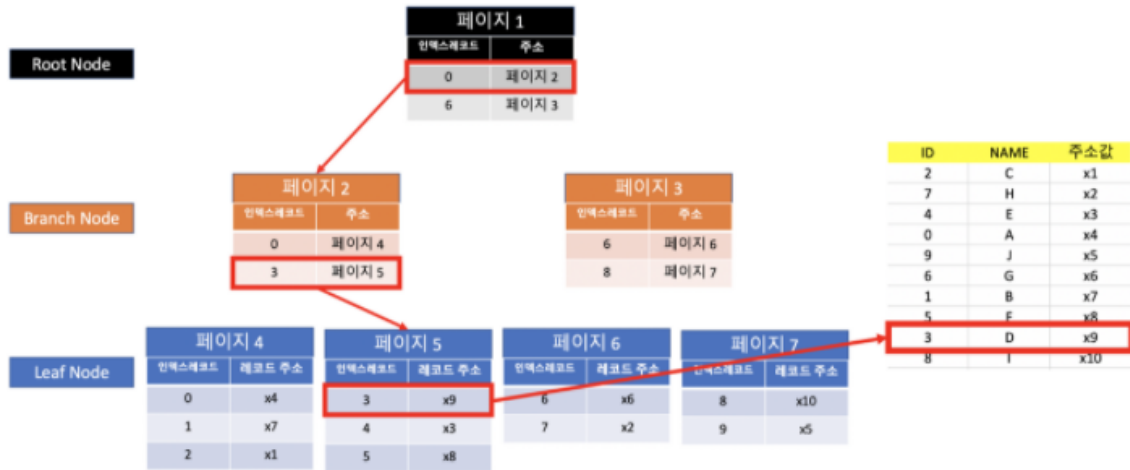 페이지 1
인덱스레코드 주소
Root Node
0 페이지 2
6 페이지 3
페이지 2
인덱스레코드 주소
0 페이지 4
3 페이지 5
페이지 3
인덱스레코드 주소
6 페이지 6
8 페이지 7
Branch Node
ID NAME 주소값
2 C x1
7 H x2
4 E x3
0 A x4
9 J x5
6 G x6
1 B x7
5 F x8
3 D x9
8 I x10
페이지 4
인덱스레코드 레코드 주소
0 x4
1 x7
2 x1
페이지 5
인덱스레코드 레코드 주소
3 x9
4 x3
5 x8
페이지 6
인덱스레코드 레코드 주소
6 x6
7 x2
페이지 7
인덱스레코드 레코드 주소
8 x10
9 x5
Leaf Node